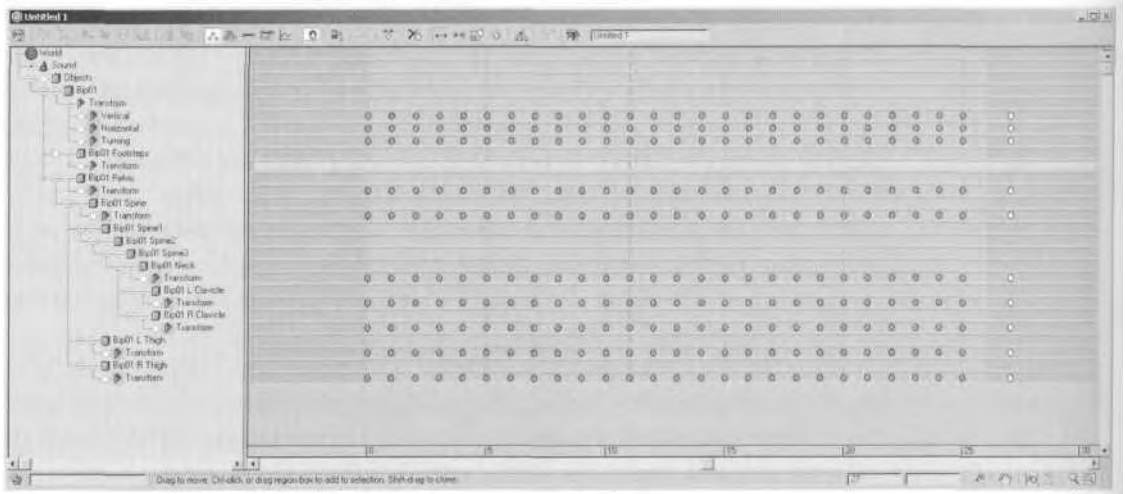 Untitled 1
Untitled 1
World
Sound
Objects
Bip01
Transform
Vertical
Horizontal
Turning
Bip01 Footsteps
Transform
Bip01 Pelvis
Transform
Bip01 Spine
Transform
Bip01 Spine1
Bip01 Spine2
Bip01 Spine3
Bip01 Neck
Transform
Bip01 L Clavicle
Transform
Bip01 R Clavicle
Transform
Bip01 L Thigh
Transform
Bip01 R Thigh
Transform
0 5 10 15 20 25 30
Drag to move. Ctrl-click or drag region box to add to selection. Shift-drag to clone. 27